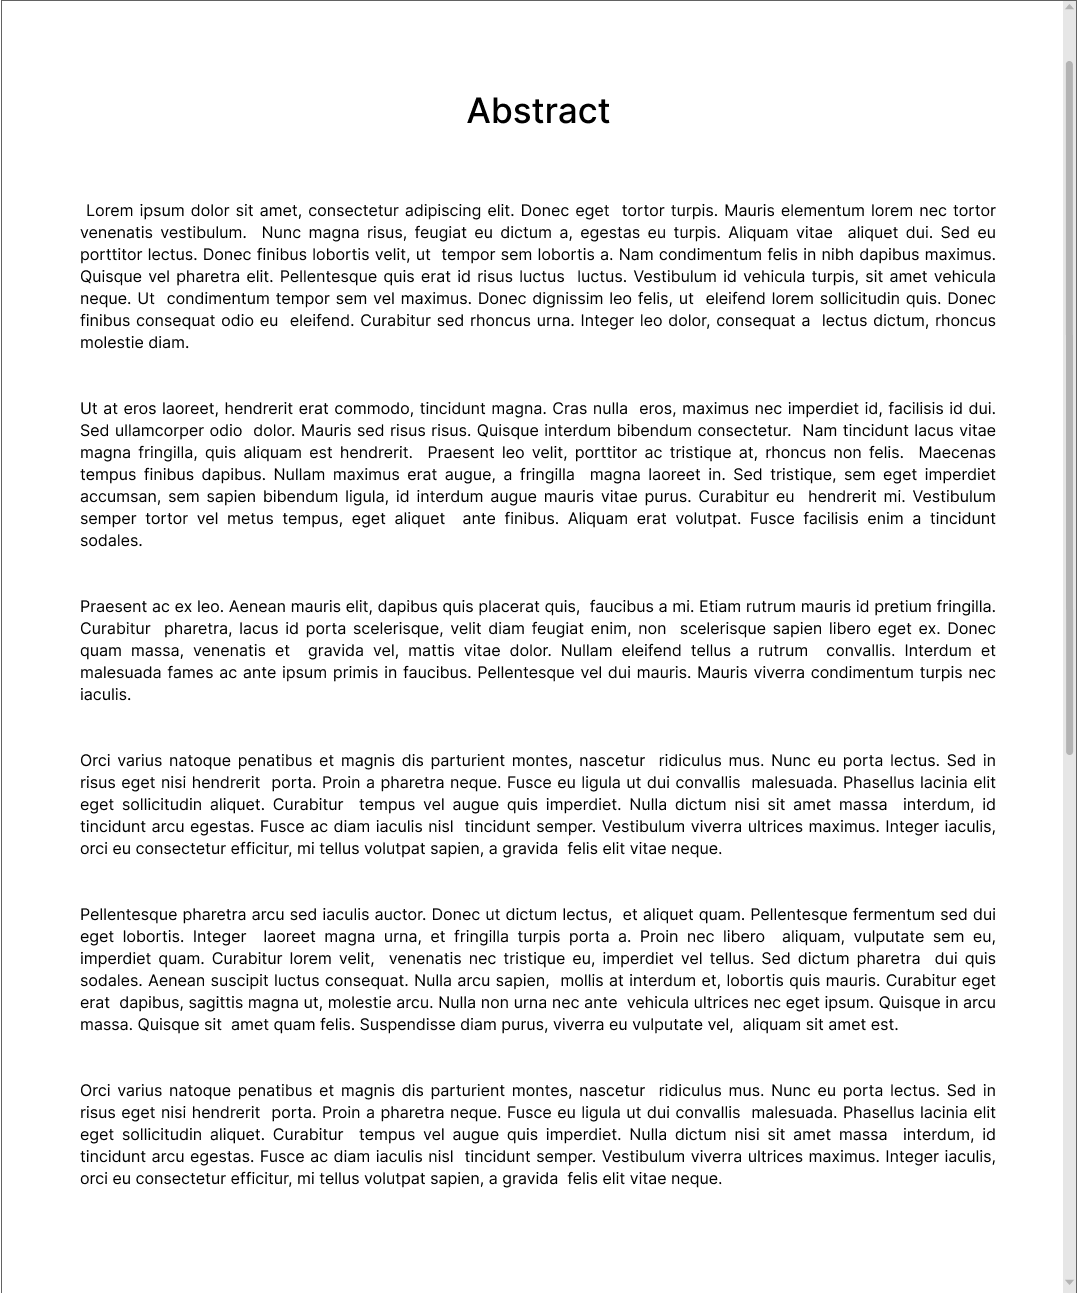 Abstract
Lorem ipsum dolor sit amet, consectetur adipiscing elit. Donec eget tortor turpis. Mauris elementum lorem nec tortor
venenatis vestibulum. Nunc magna risus, feugiat eu dictum a, egestas eu turpis. Aliquam vitae aliquet dui. Sed eu
porttitor lectus. Donec finibus lobortis velit, ut tempor sem lobortis a. Nam condimentum felis in nibh dapibus maximus.
Quisque vel pharetra elit. Pellentesque quis erat id risus luctus luctus. Vestibulum id vehicula turpis, sit amet vehicula
neque. Ut condimentum tempor sem vel maximus. Donec dignissim leo felis, ut eleifend lorem sollicitudin quis. Donec
finibus consequat odio eu eleifend. Curabitur sed rhoncus urna. Integer leo dolor, consequat a lectus dictum, rhoncus
molestie diam.
Ut at eros laoreet, hendrerit erat commodo, tincidunt magna. Cras nulla eros, maximus nec imperdiet id, facilisis id dui.
Sed ullamcorper odio dolor. Mauris sed risus risus. Quisque interdum bibendum consectetur. Nam tincidunt lacus vitae
magna fringilla, quis aliquam est hendrerit. Praesent leo velit, porttitor ac tristique at, rhoncus non felis. Maecenas
tempus finibus dapibus. Nullam maximus erat augue, a fringilla magna laoreet in. Sed tristique, sem eget imperdiet
accumsan, sem sapien bibendum ligula, id interdum augue mauris vitae purus. Curabitur eu hendrerit mi. Vestibulum
semper tortor vel metus tempus, eget aliquet ante finibus. Aliquam erat volutpat. Fusce facilisis enim a tincidunt
sodales.
Praesent ac ex leo. Aenean mauris elit, dapibus quis placerat quis, faucibus a mi. Etiam rutrum mauris id pretium fringilla.
Curabitur pharetra, lacus id porta scelerisque, velit diam feugiat enim, non scelerisque sapien libero eget ex. Donec
quam massa, venenatis et gravida vel, mattis vitae dolor. Nullam eleifend tellus a rutrum convallis. Interdum et
malesuada fames ac ante ipsum primis in faucibus. Pellentesque vel dui mauris. Mauris viverra condimentum turpis nec
iaculis.
Orci varius natoque penatibus et magnis dis parturient montes, nascetur ridiculus mus. Nunc eu porta lectus. Sed in
risus eget nisi hendrerit porta. Proin a pharetra neque. Fusce eu ligula ut dui convallis malesuada. Phasellus lacinia elit
eget sollicitudin aliquet. Curabitur tempus vel augue quis imperdiet. Nulla dictum nisi sit amet massa interdum, id
tincidunt arcu egestas. Fusce ac diam iaculis nisl tincidunt semper. Vestibulum viverra ultrices maximus. Integer iaculis,
orci eu consectetur efficitur, mi tellus volutpat sapien, a gravida felis elit vitae neque.
Pellentesque pharetra arcu sed iaculis auctor. Donec ut dictum lectus, et aliquet quam. Pellentesque fermentum sed dui
eget lobortis. Integer laoreet magna urna, et fringilla turpis porta a. Proin nec libero aliquam, vulputate sem eu,
imperdiet quam. Curabitur lorem velit, venenatis nec tristique eu, imperdiet vel tellus. Sed dictum pharetra dui quis
sodales. Aenean suscipit luctus consequat. Nulla arcu sapien, mollis at interdum et, lobortis quis mauris. Curabitur eget
erat dapibus, sagittis magna ut, molestie arcu. Nulla non urna nec ante vehicula ultrices nec eget ipsum. Quisque in arcu
massa. Quisque sit amet quam felis. Suspendisse diam purus, viverra eu vulputate vel, aliquam sit amet est.
Orci varius natoque penatibus et magnis dis parturient montes, nascetur ridiculus mus. Nunc eu porta lectus. Sed in
risus eget nisi hendrerit porta. Proin a pharetra neque. Fusce eu ligula ut dui convallis malesuada. Phasellus lacinia elit
eget sollicitudin aliquet. Curabitur tempus vel augue quis imperdiet. Nulla dictum nisi sit amet massa interdum, id
tincidunt arcu egestas. Fusce ac diam iaculis nisl tincidunt semper. Vestibulum viverra ultrices maximus. Integer iaculis,
orci eu consectetur efficitur, mi tellus volutpat sapien, a gravida felis elit vitae neque.